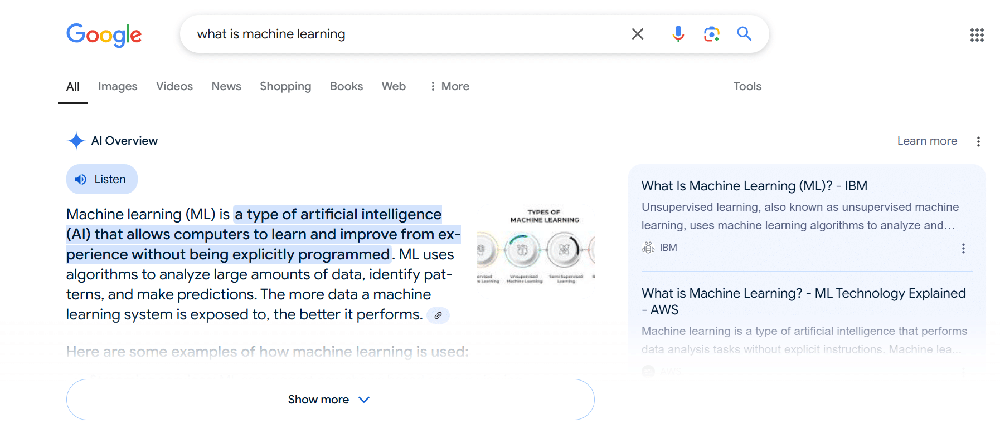 Google
what is machine learning
All Images Videos News Shopping Books Web More Tools
AI Overview
Learn more
Listen
Machine learning (ML) is a type of artificial intelligence
(AI) that allows computers to learn and improve from ex-
perience without being explicitly programmed. ML uses
algorithms to analyze large amounts of data, identify pat-
terns, and make predictions. The more data a machine
learning system is exposed to, the better it performs.
Here are some examples of how machine learning is used:
Show more
TYPES OF
MACHINE LEARNING
Unsupervised
Machine Learning
Semi Supervised
Learning
What Is Machine Learning (ML)? - IBM
Unsupervised learning, also known as unsupervised machine
learning, uses machine learning algorithms to analyze and...
IBM
What is Machine Learning? - ML Technology Explained
- AWS
Machine learning is a type of artificial intelligence that performs
data analysis tasks without explicit instructions. Machine lea...
AWS